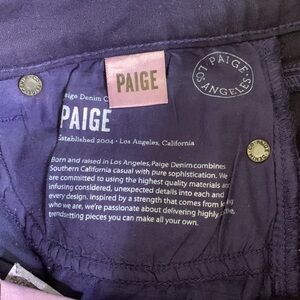 PAIGE
PAIGE
LOS ANGELES
Paige Denim
PAIGE
Established 2004 · Los Angeles, California
Born and raised in Los Angeles, Paige Denim combines
Southern California casual with pure sophistication. We
are committed to using the highest quality materials and
infusing considered, unexpected details into each and
every design. Inspired by a strength that comes from
who we are, we're passionate about delivering highly
trendsetting pieces you can make all your own.